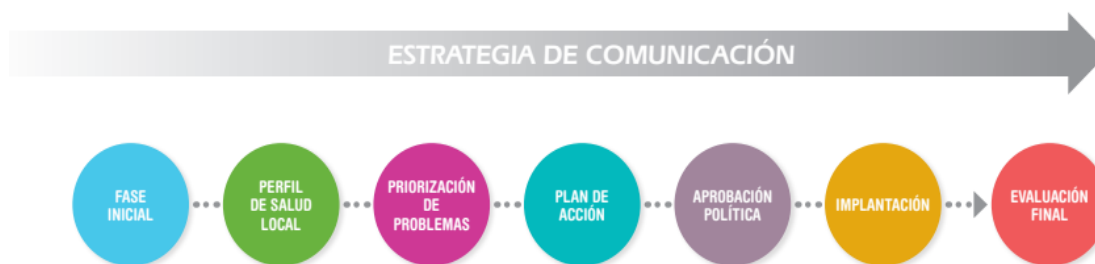 ESTRATEGIA DE COMUNICACIÓN
FASE
INICIAL
PERFIL
DE SALUD
LOCAL
PRIORIZACIÓN
DE
PROBLEMAS
PLAN DE
ACCIÓN
APROBACIÓN
POLÍTICA
IMPLANTACIÓN
EVALUACIÓN
FINAL